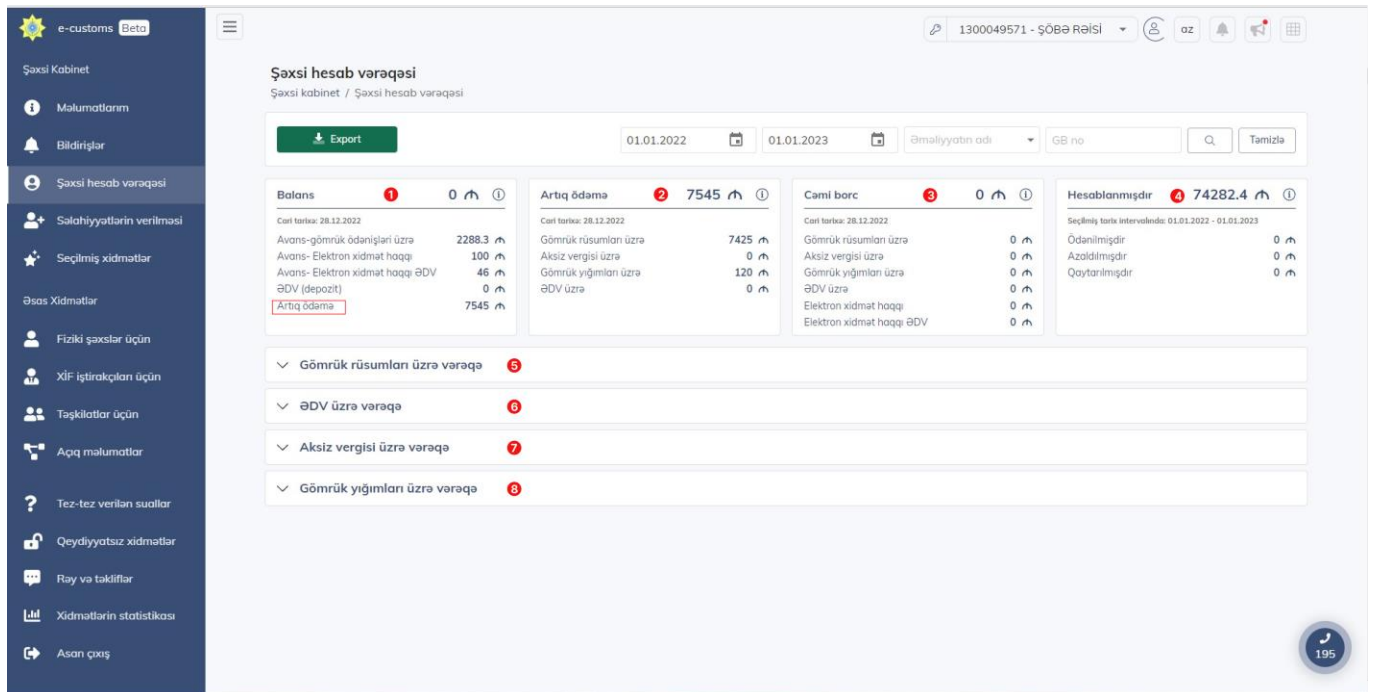 e-customs Beta
1300049571 - ŞÖBƏ RƏİSİ
az
Şəxsi Kabinet
Məlumatlarım
Bildirişlər
Şəxsi hesab vərəqəsi
Səlahiyyətlərin verilməsi
Seçilmiş xidmətlər
Əsas Xidmətlər
Fiziki şəxslər üçün
XİF iştirakçıları üçün
Təşkilatlar üçün
Açıq məlumatlar
Tez-tez verilən suallar
Qeydiyyatsız xidmətlər
Rəy və təkliflər
Xidmətlərin statistikası
Asan çıxış
Şəxsi hesab vərəqəsi
Şəxsi kabinet / Şəxsi hesab vərəqəsi
Export
01.01.2022
01.01.2023
Əməliyyatın adı
GB no
Təmizlə
Balans 1 0 ₼
Cari tarixə: 28.12.2022
Avans-gömrük ödənişləri üzrə 2288.3 ₼
Avans- Elektron xidmət haqqı 100 ₼
Avans- Elektron xidmət haqqı ƏDV 46 ₼
ƏDV (depozit) 0 ₼
Artıq ödəmə 7545 ₼
Artıq ödəmə 2 7545 ₼
Cari tarixə: 28.12.2022
Gömrük rüsumları üzrə 7425 ₼
Aksiz vergisi üzrə 0 ₼
Gömrük yığımları üzrə 120 ₼
ƏDV üzrə 0 ₼
Cəmi borc 3 0 ₼
Cari tarixə: 28.12.2022
Gömrük rüsumları üzrə 0 ₼
Aksiz vergisi üzrə 0 ₼
Gömrük yığımları üzrə 0 ₼
ƏDV üzrə 0 ₼
Elektron xidmət haqqı 0 ₼
Elektron xidmət haqqı ƏDV 0 ₼
Hesablanmışdır 4 74282.4 ₼
Seçilmiş tarix intervalında: 01.01.2022 - 01.01.2023
Ödənilmişdir 0 ₼
Azaldılmışdır 0 ₼
Qaytarılmışdır 0 ₼
Gömrük rüsumları üzrə vərəqə 5
ƏDV üzrə vərəqə 6
Aksiz vergisi üzrə vərəqə 7
Gömrük yığımları üzrə vərəqə 8
195